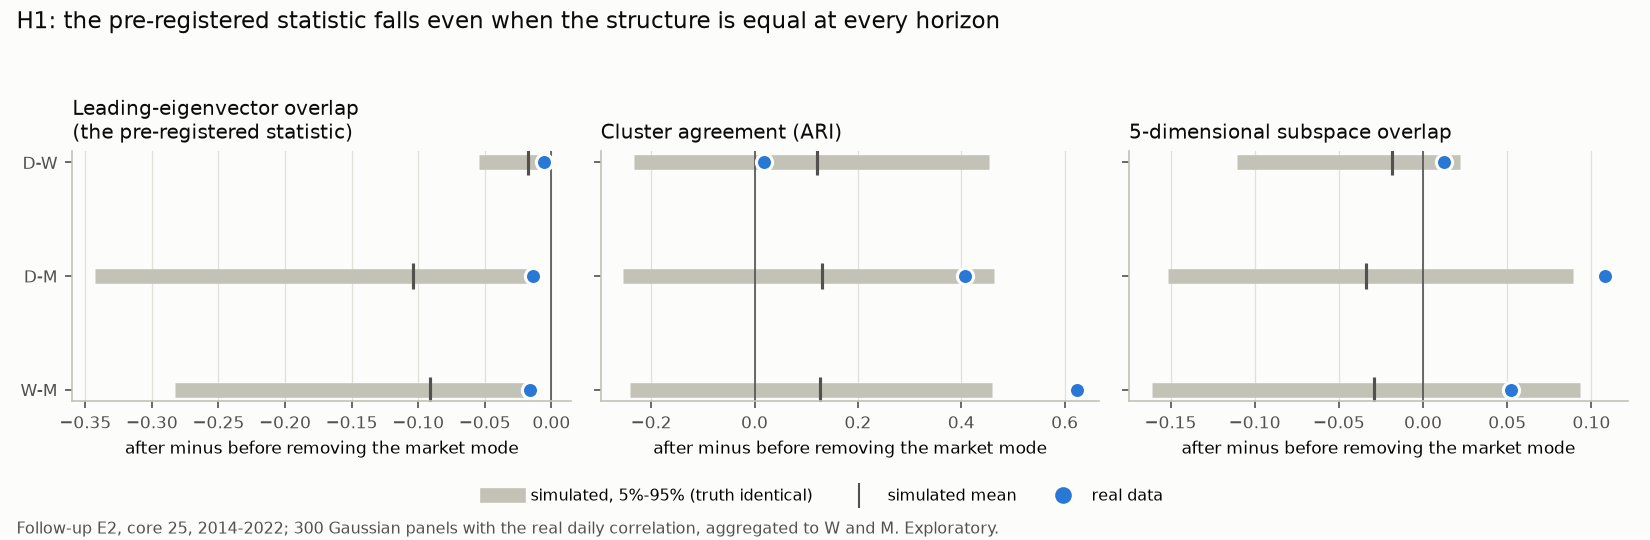 H1: the pre-registered statistic falls even when the structure is equal at every horizon
Leading-eigenvector overlap
(the pre-registered statistic)
Cluster agreement (ARI)
5-dimensional subspace overlap
D-W
D-M
W-M
−0.35 −0.30 −0.25 −0.20 −0.15 −0.10 −0.05 0.00
−0.2 0.0 0.2 0.4 0.6
−0.15 −0.10 −0.05 0.00 0.05 0.10
after minus before removing the market mode
after minus before removing the market mode
after minus before removing the market mode
simulated, 5%-95% (truth identical)
simulated mean
real data
Follow-up E2, core 25, 2014-2022; 300 Gaussian panels with the real daily correlation, aggregated to W and M. Exploratory.